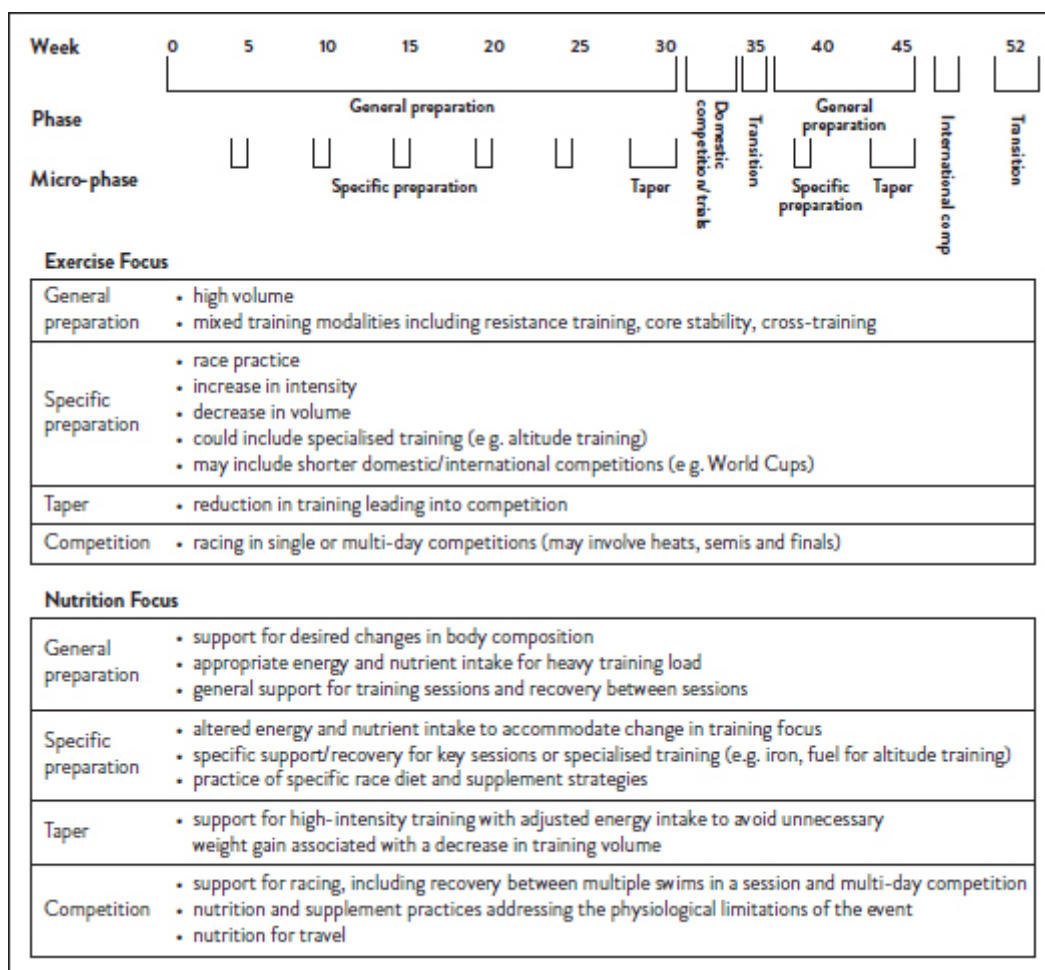 Week 0 5 10 15 20 25 30 35 40 45 52
Phase
General preparation
Domestic competition/ trials
Transition
General
preparation
International comp
Transition
Micro-phase
Specific preparation
Taper
Specific
preparation
Taper
Exercise Focus
General
preparation
• high volume
• mixed training modalities including resistance training, core stability, cross-training
Specific
preparation
• race practice
• increase in intensity
• decrease in volume
• could include specialised training (e g. altitude training)
• may include shorter domestic/international competitions (e g. World Cups)
Taper
• reduction in training leading into competition
Competition
• racing in single or multi-day competitions (may involve heats, semis and finals)
Nutrition Focus
General
preparation
• support for desired changes in body composition
• appropriate energy and nutrient intake for heavy training load
• general support for training sessions and recovery between sessions
Specific
preparation
• altered energy and nutrient intake to accommodate change in training focus
• specific support/recovery for key sessions or specialised training (e.g. iron, fuel for altitude training)
• practice of specific race diet and supplement strategies
Taper
• support for high-intensity training with adjusted energy intake to avoid unnecessary
weight gain associated with a decrease in training volume
Competition
• support for racing, including recovery between multiple swims in a session and multi-day competition
• nutrition and supplement practices addressing the physiological limitations of the event
• nutrition for travel